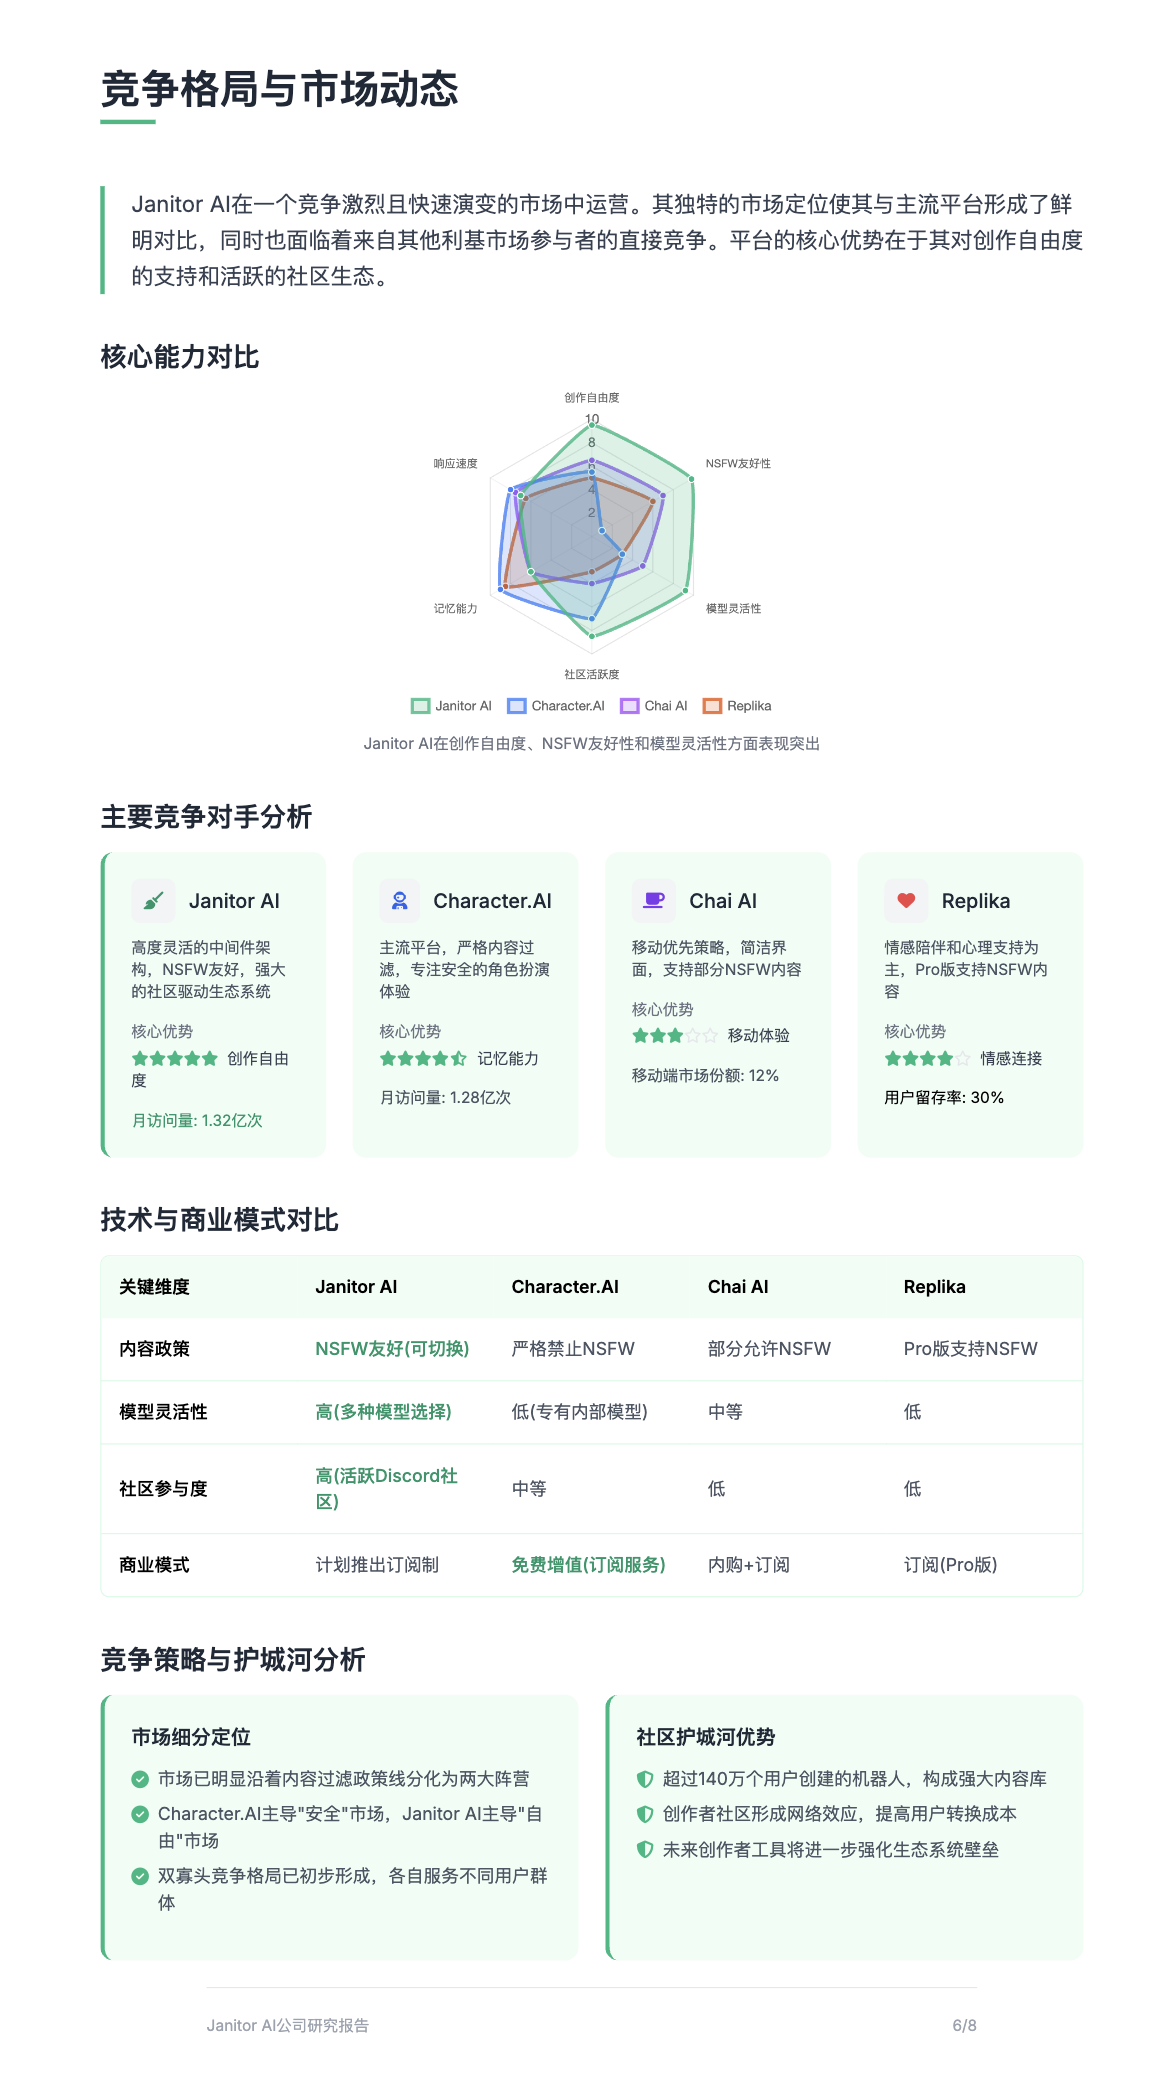 竞争格局与市场动态
Janitor AI在一个竞争激烈且快速演变的市场中运营。其独特的市场定位使其与主流平台形成了鲜
明对比，同时也面临着来自其他利基市场参与者的直接竞争。平台的核心优势在于其对创作自由度
的支持和活跃的社区生态。
核心能力对比
创作自由度
10
8
6
4
2
响应速度
NSFW友好性
记忆能力
模型灵活性
社区活跃度
Janitor AI
Character.AI
Chai AI
Replika
Janitor AI在创作自由度、NSFW友好性和模型灵活性方面表现突出
主要竞争对手分析
Janitor AI
高度灵活的中间件架
构，NSFW友好，强大
的社区驱动生态系统
核心优势
创作自由
度
月访问量: 1.32亿次
Character.AI
主流平台，严格内容过
滤，专注安全的角色扮演
体验
核心优势
记忆能力
月访问量: 1.28亿次
Chai AI
移动优先策略，简洁界
面，支持部分NSFW内容
核心优势
移动体验
移动端市场份额: 12%
Replika
情感陪伴和心理支持为
主，Pro版支持NSFW内
容
核心优势
情感连接
用户留存率: 30%
技术与商业模式对比
关键维度 Janitor AI Character.AI Chai AI Replika
内容政策 NSFW友好(可切换) 严格禁止NSFW 部分允许NSFW Pro版支持NSFW
模型灵活性 高(多种模型选择) 低(专有内部模型) 中等 低
社区参与度 高(活跃Discord社
区) 中等 低 低
商业模式 计划推出订阅制 免费增值(订阅服务) 内购+订阅 订阅(Pro版)
竞争策略与护城河分析
市场细分定位
市场已明显沿着内容过滤政策线分化为两大阵营
Character.AI主导"安全"市场，Janitor AI主导"自
由"市场
双寡头竞争格局已初步形成，各自服务不同用户群
体
社区护城河优势
超过140万个用户创建的机器人，构成强大内容库
创作者社区形成网络效应，提高用户转换成本
未来创作者工具将进一步强化生态系统壁垒
Janitor AI公司研究报告
6/8